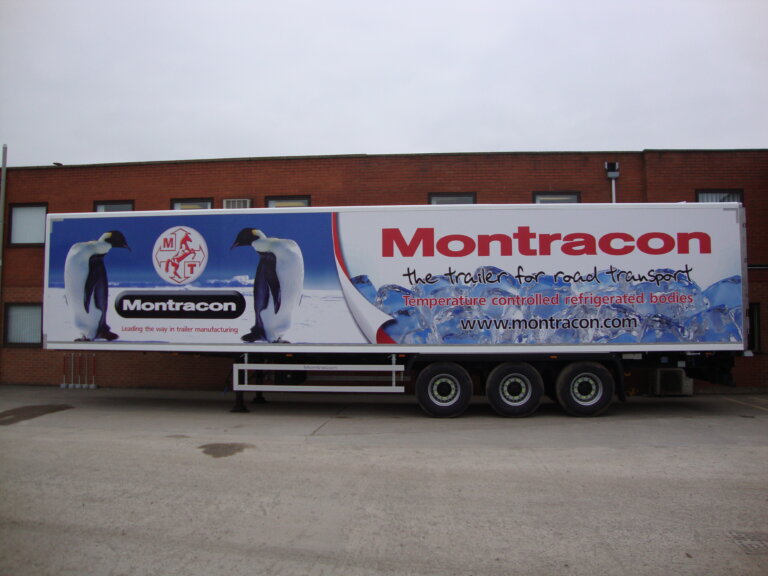 M
T
Montracon
Leading the way in trailer manufacturing
Montracon
the trailer for road transport
Temperature controlled refrigerated bodies
www.montracon.com
Montracon